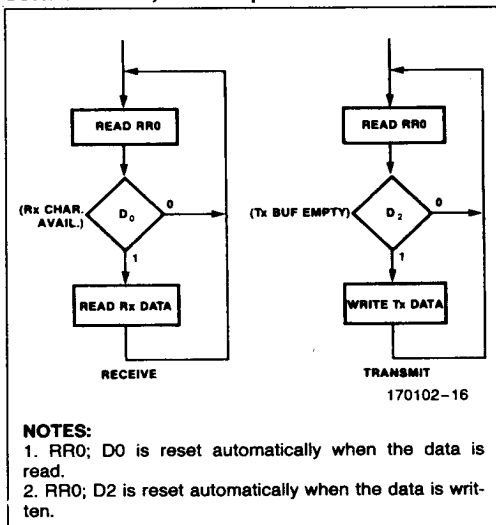 READ RR0
(Rx CHAR.
AVAIL.)
D0
0
1
READ Rx DATA
RECEIVE
READ RR0
(Tx BUF EMPTY)
D2
0
1
WRITE Tx DATA
TRANSMIT
170102-16
NOTES:
1. RR0; D0 is reset automatically when the data is
read.
2. RR0; D2 is reset automatically when the data is writ-
ten.